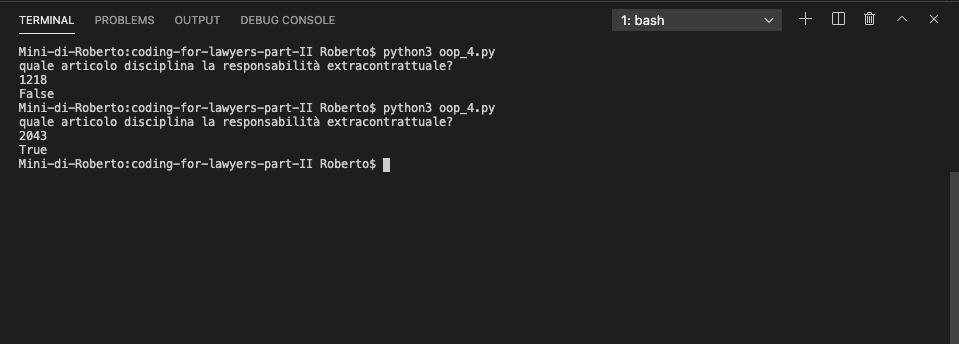 TERMINAL PROBLEMS OUTPUT DEBUG CONSOLE 1: bash
Mini-di-Roberto:coding-for-lawyers-part-II Roberto$ python3 oop_4.py
quale articolo disciplina la responsabilità extracontrattuale?
1218
False
Mini-di-Roberto:coding-for-lawyers-part-II Roberto$ python3 oop_4.py
quale articolo disciplina la responsabilità extracontrattuale?
2043
True
Mini-di-Roberto:coding-for-lawyers-part-II Roberto$